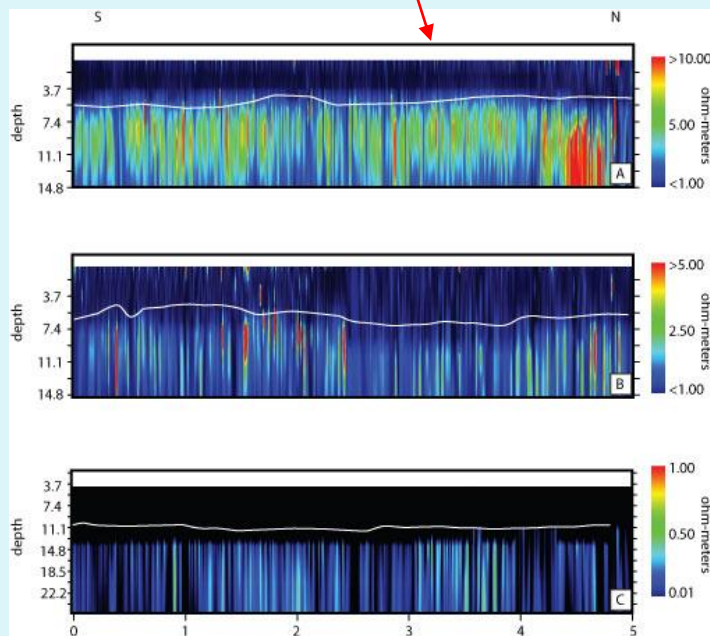 S N
3.7
7.4
11.1
14.8
depth
>10.00
5.00
<1.00
ohm-meters
A
3.7
7.4
11.1
14.8
depth
>5.00
2.50
<1.00
ohm-meters
B
3.7
7.4
11.1
14.8
18.5
22.2
depth
1.00
0.50
0.01
ohm-meters
C
0 1 2 3 4 5